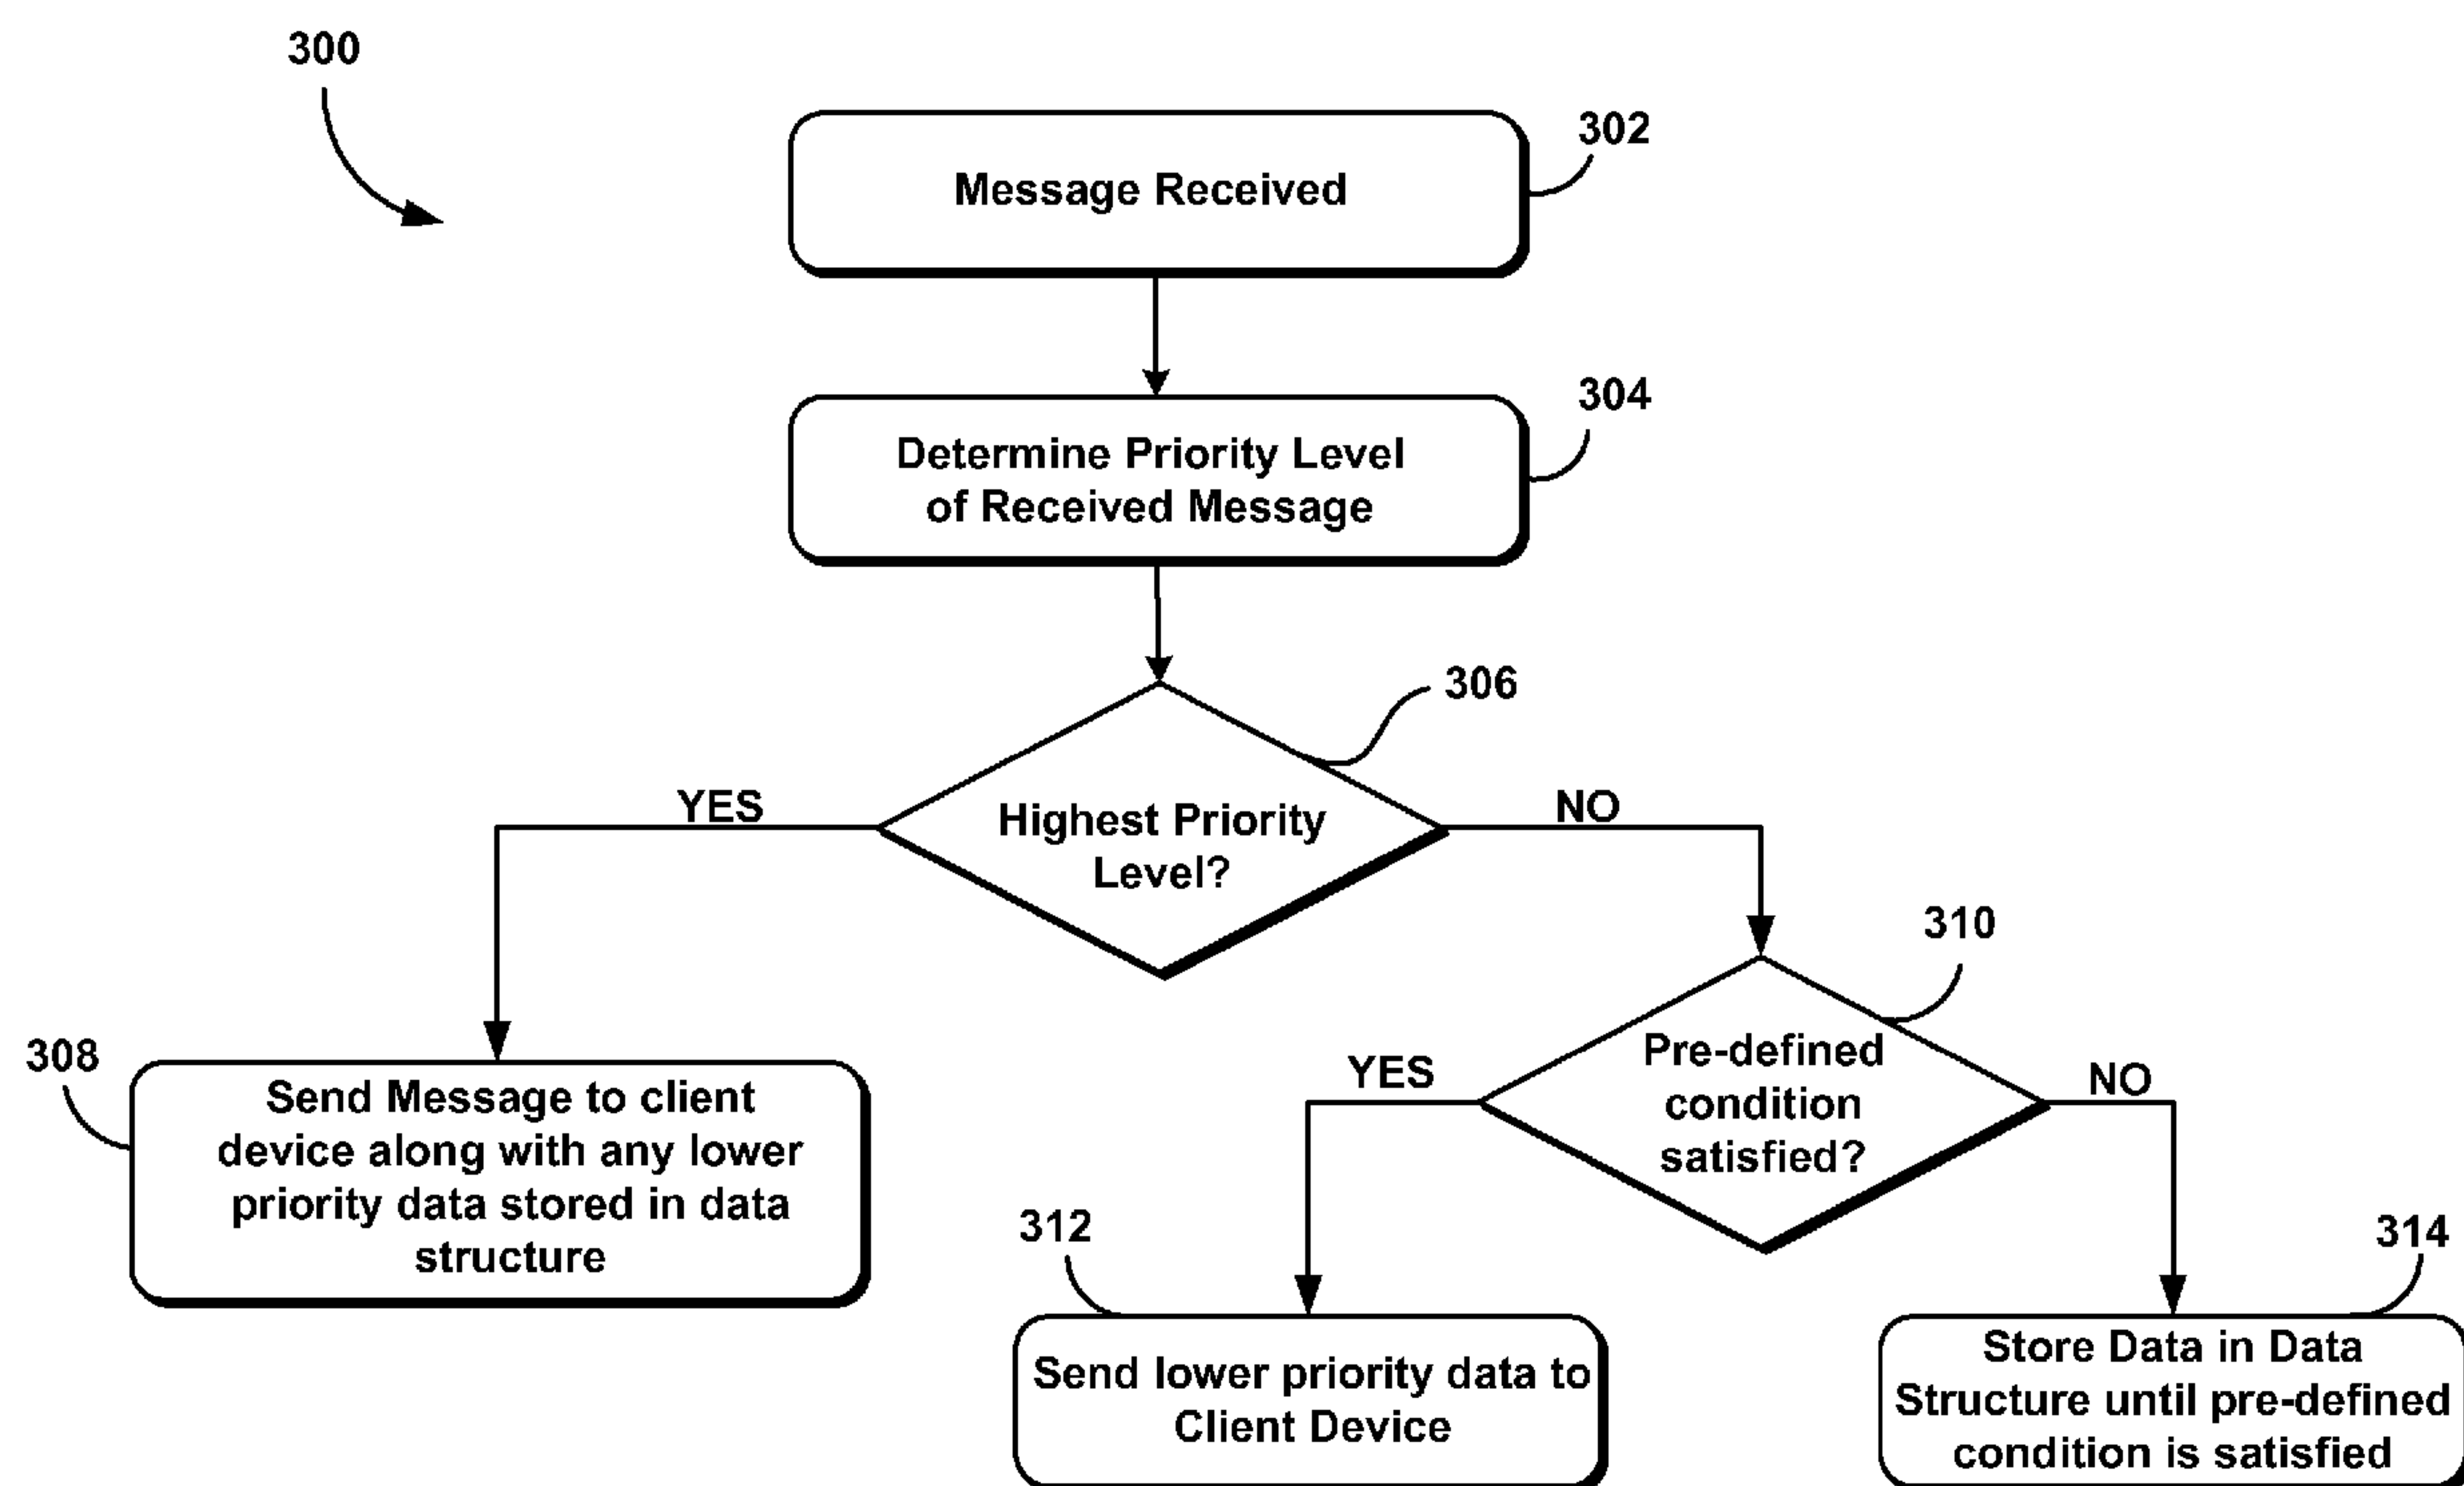 300
302
Message Received
304
Determine Priority Level
of Received Message
306
Highest Priority
Level?
YES
NO
308
Send Message to client
device along with any lower
priority data stored in data
structure
310
Pre-defined
condition
satisfied?
YES
NO
312
Send lower priority data to
Client Device
314
Store Data in Data
Structure until pre-defined
condition is satisfied